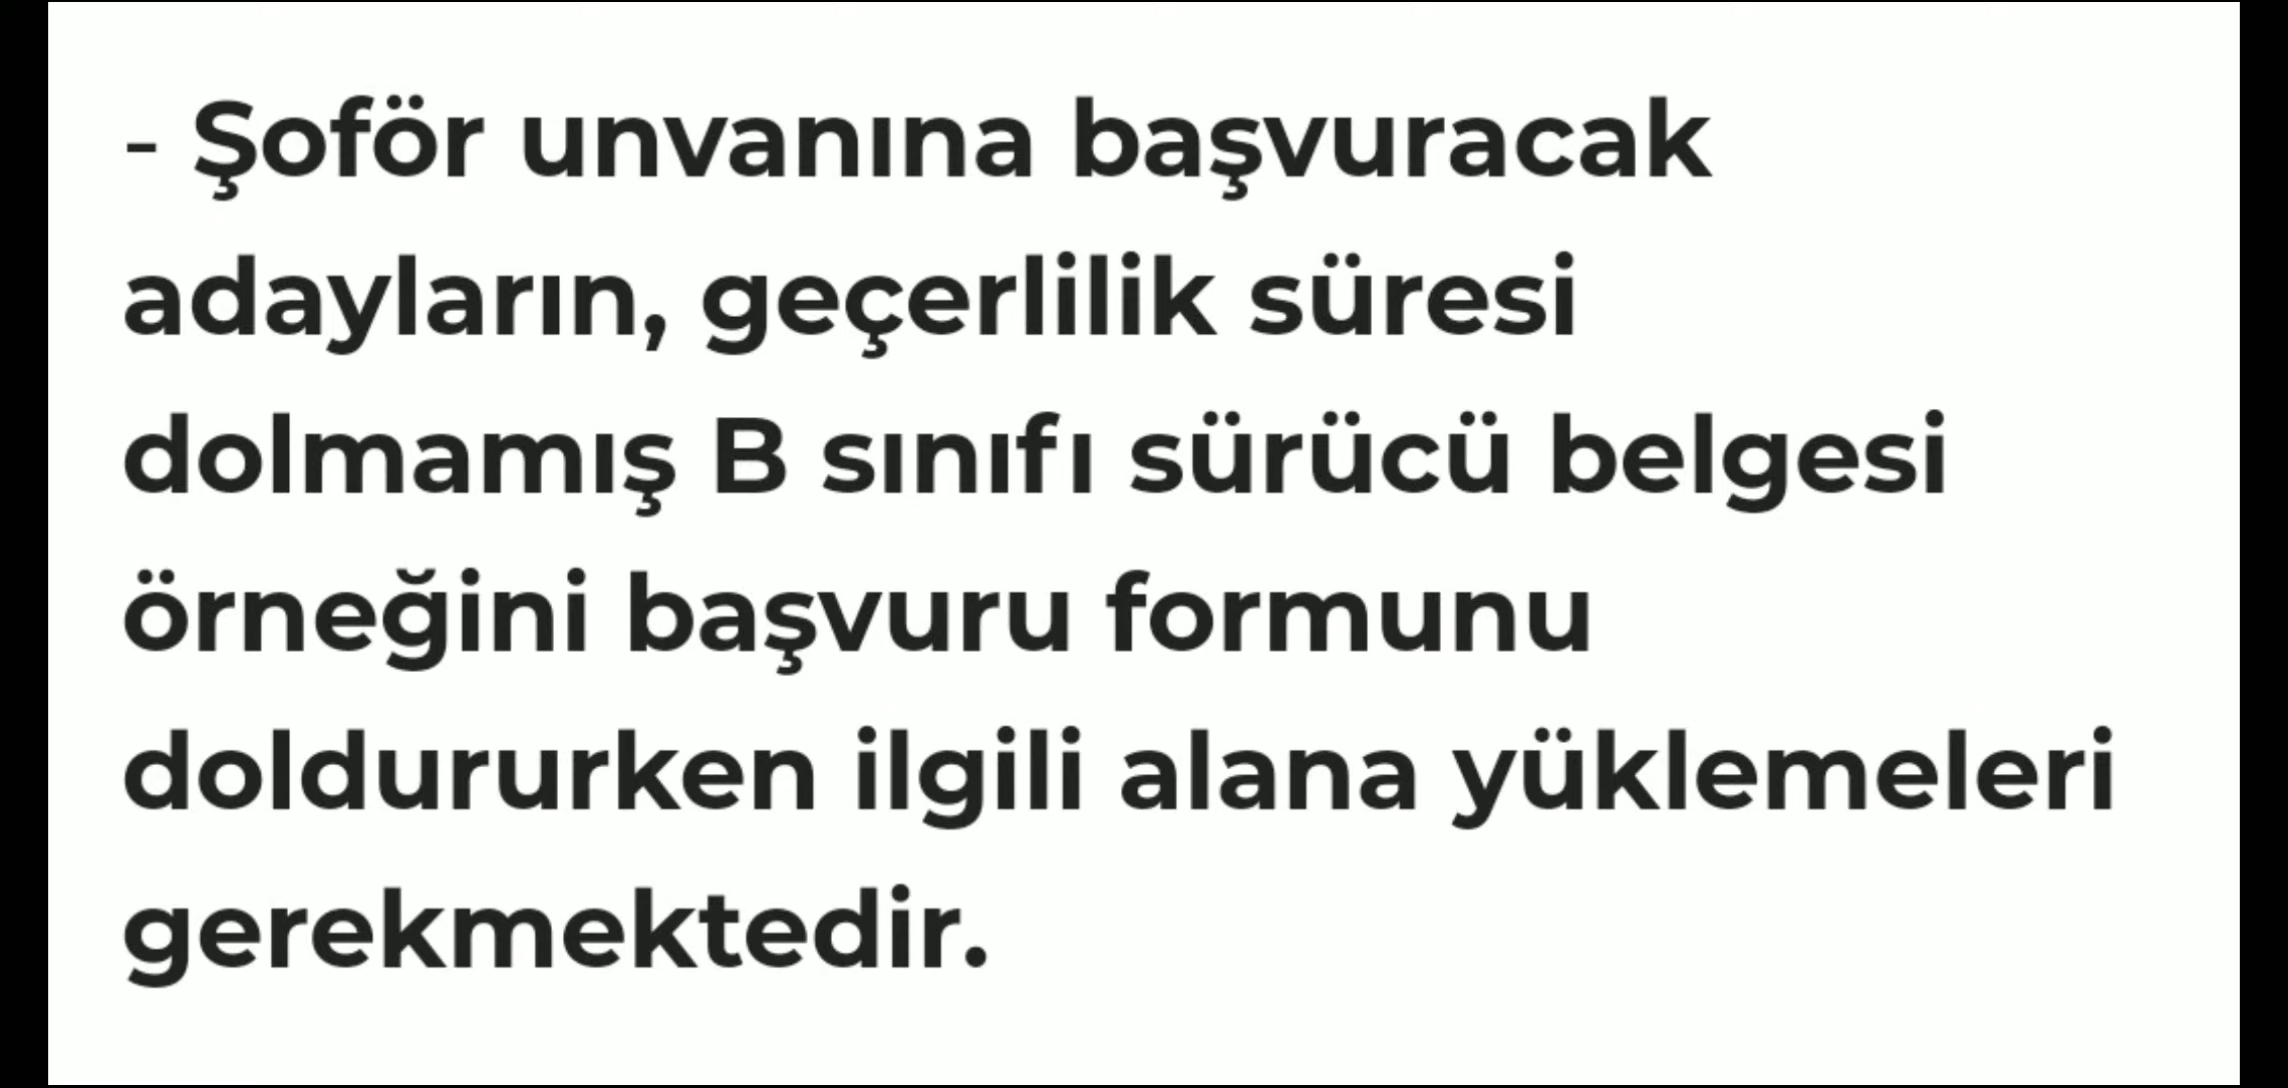 - Şoför unvanına başvuracak
adayların, geçerlilik süresi
dolmamış B sınıfı sürücü belgesi
örneğini başvuru formunu
doldururken ilgili alana yüklemeleri
gerekmektedir.